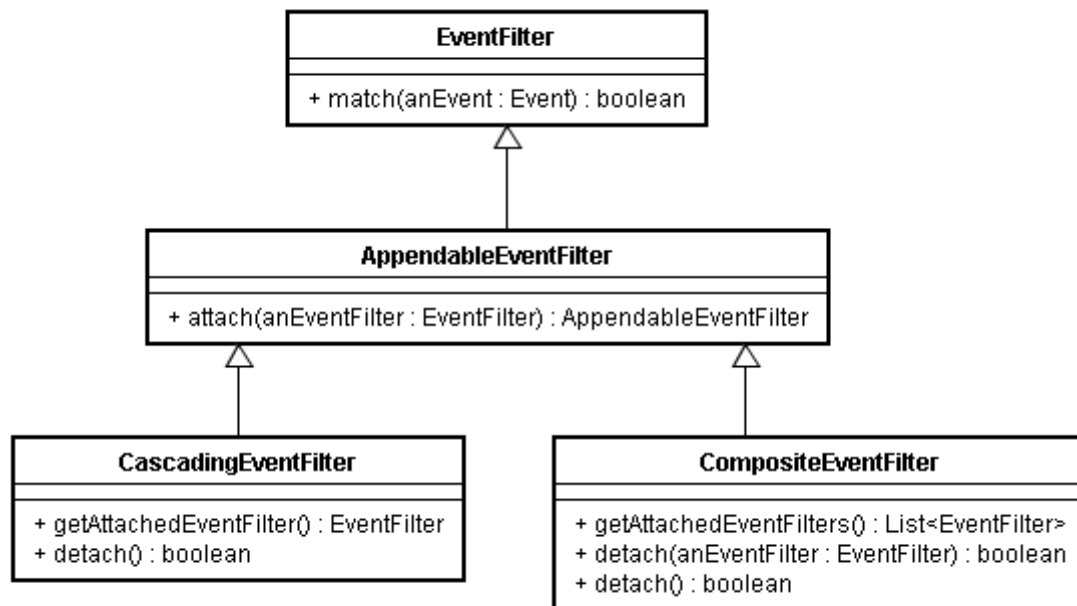 EventFilter
+ match(anEvent : Event) : boolean
AppendableEventFilter
+ attach(anEventFilter : EventFilter) : AppendableEventFilter
CascadingEventFilter
+ getAttachedEventFilter() : EventFilter
+ detach() : boolean
CompositeEventFilter
+ getAttachedEventFilters() : List<EventFilter>
+ detach(anEventFilter : EventFilter) : boolean
+ detach() : boolean